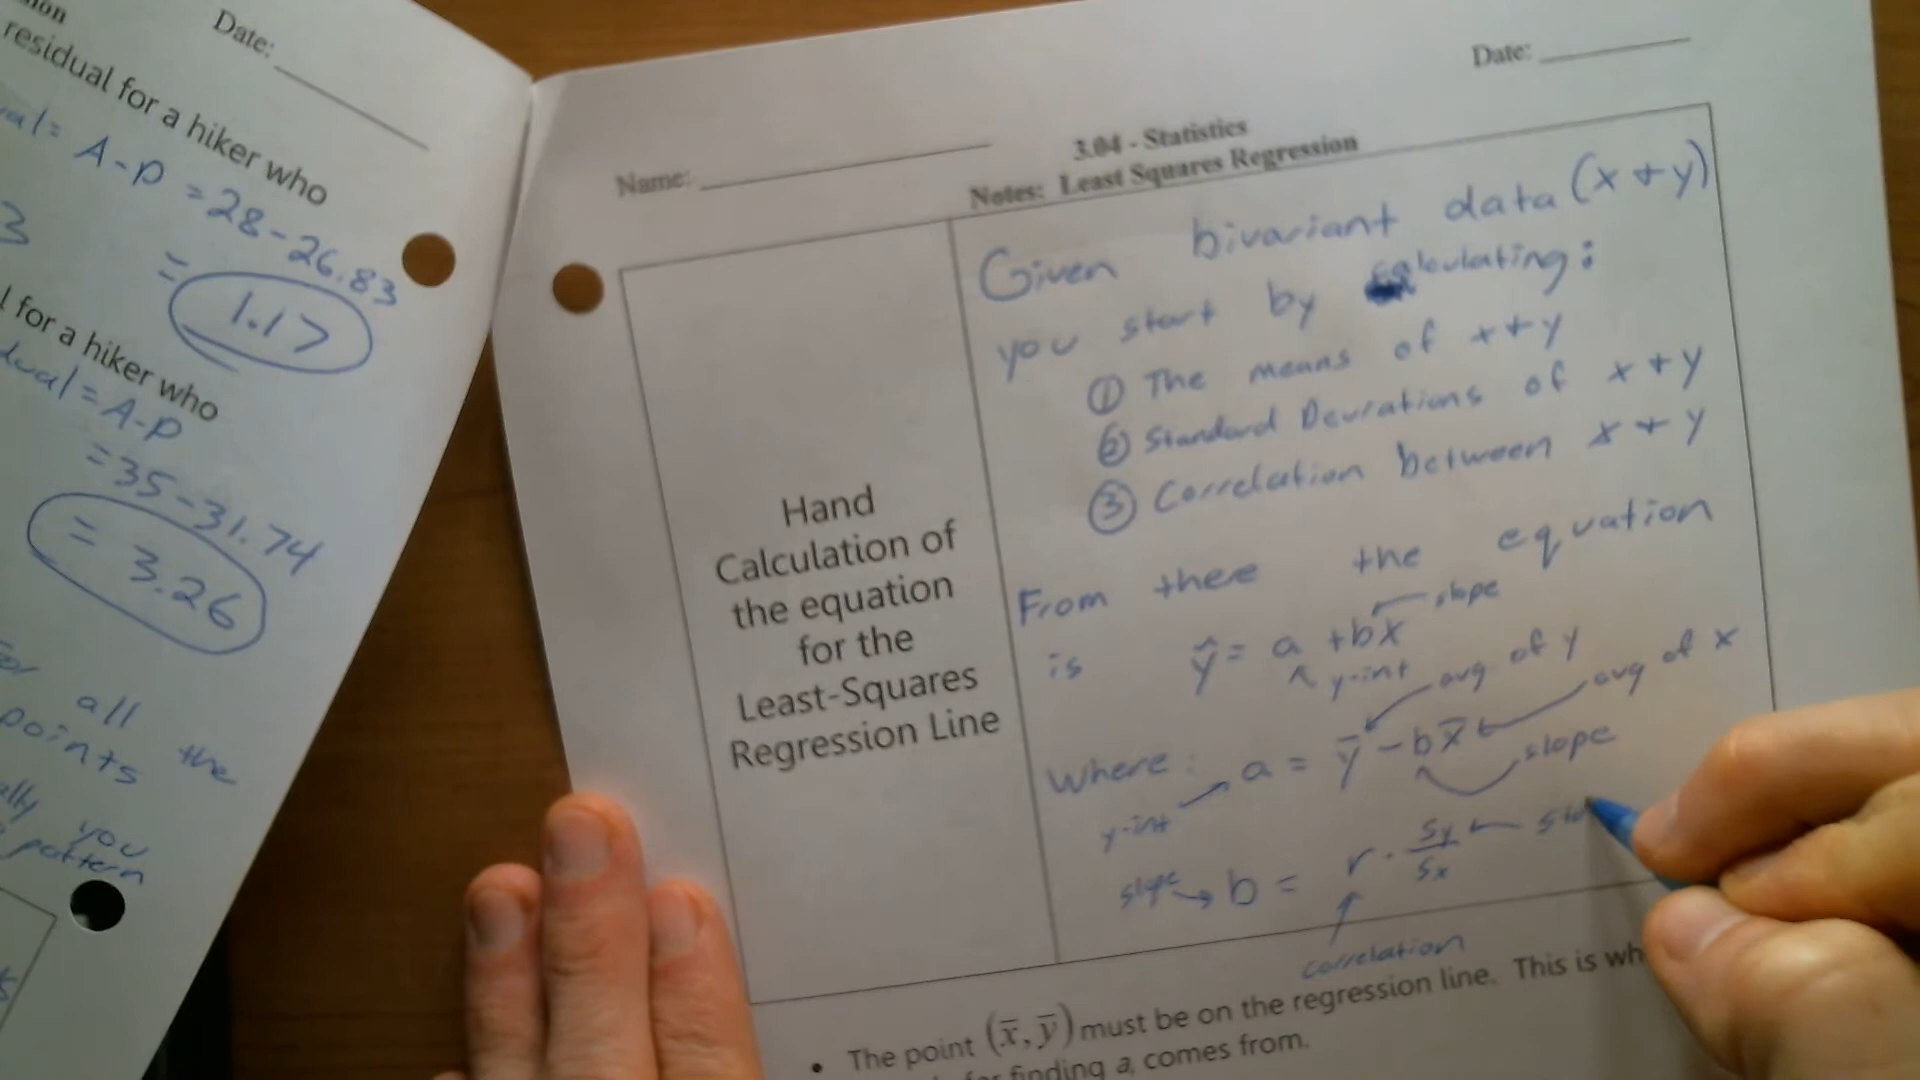 Date:
residual for a hiker who
= A-P = 28-26.83
3
= 1.17
for a hiker who
= A-P
= 35-31.74
= 3.26
all the
points
you
pattern
Date:
Name:
3.04 - Statistics
Notes: Least Squares Regression
Hand
Calculation of
the equation
for the
Least-Squares
Regression Line
Given bivariant data (x + y)
you start by calculating:
① The means of x + y
② Standard Deviations of x + y
③ Correlation between x + y
From there the equation
slope
is ŷ = a + bx
y-int
avg of y
avg of x
Where: a = ȳ - bx̄
y-int
slope
slope → b = r · sy/sx
correlation
• The point (x̄, ȳ) must be on the regression line. This is
finding a, comes from.